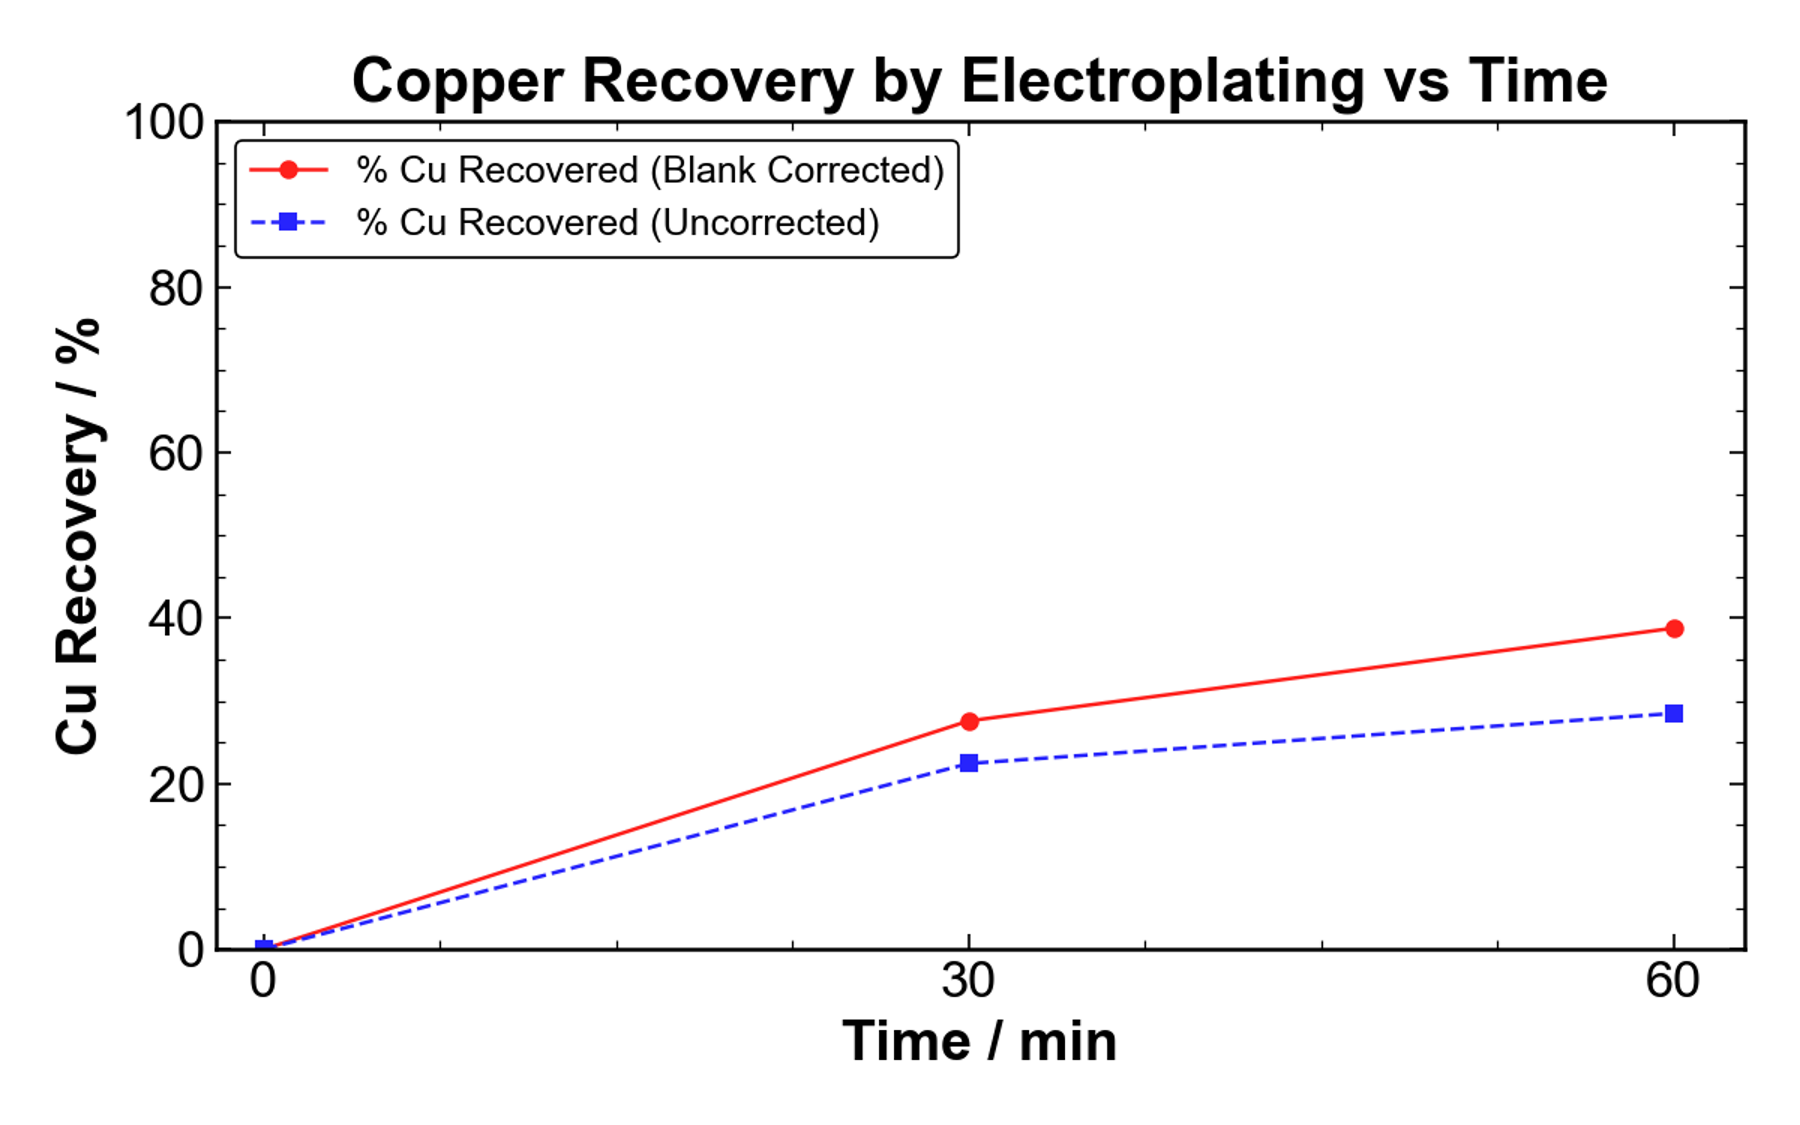 Copper Recovery by Electroplating vs Time
% Cu Recovered (Blank Corrected)
% Cu Recovered (Uncorrected)
Cu Recovery / %
100
80
60
40
20
0
0 30 60
Time / min